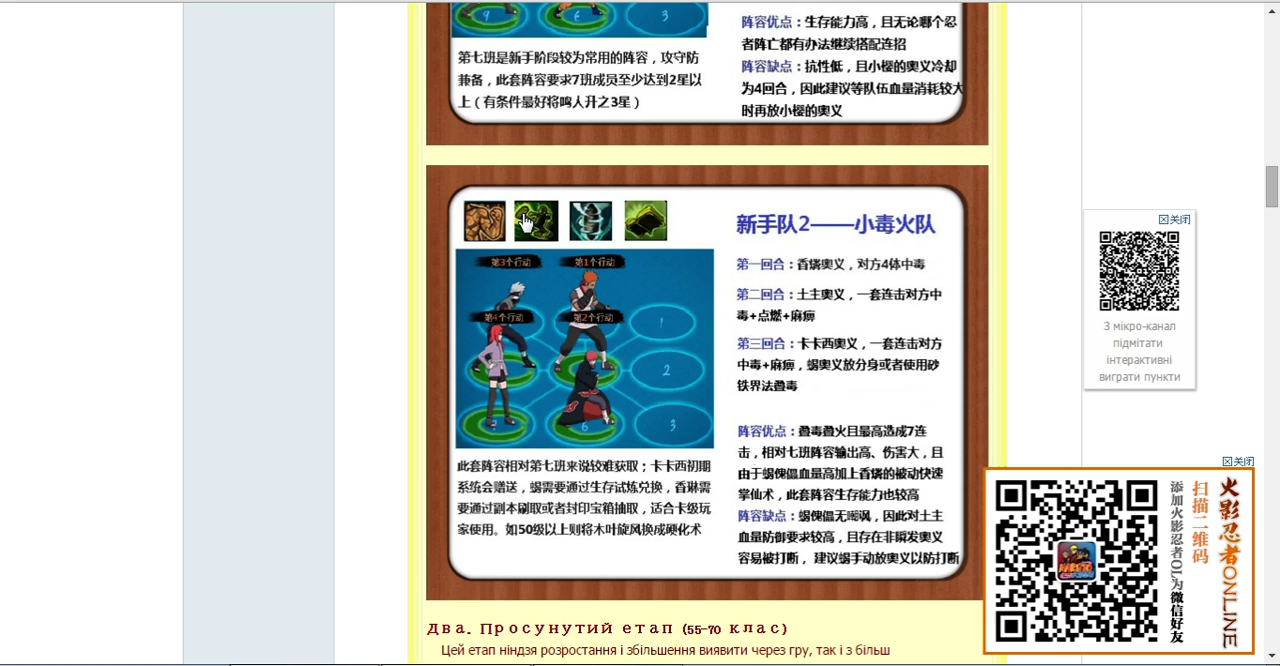 9
6
3
第七班是新手阶段较为常用的阵容，攻守防
兼备，此套阵容要求7班成员至少达到2星以
上（有条件最好将鸣人升之3星）
阵容优点：生存能力高，且无论哪个忍
者阵亡都有办法继续搭配连招
阵容缺点：抗性低，且小樱的奥义冷却
为4回合，因此建议等队伍血量消耗较大
时再放小樱的奥义
第3个行动
第1个行动
第4个行动
第2个行动
1
2
7
6
3
此套阵容相对第七班来说较难获取；卡卡西初期
系统会赠送，蝎需要通过生存试炼兑换，香琳需
要通过副本刷取或者封印宝箱抽取，适合卡级玩
家使用。如50级以上则将木叶旋风换成硬化术
新手队2——小毒火队
第一回合：香燐奥义，对方4体中毒
第二回合：土主奥义，一套连击对方中
毒+点燃+麻痹
第三回合：卡卡西奥义，一套连击对方
中毒+麻痹，蝎奥义放分身或者使用砂
铁界法叠毒
阵容优点：叠毒叠火且最高造成7连
击，相对七班阵容输出高、伤害大，且
由于蝎傀儡血量高加上香燐的被动快速
掌仙术，此套阵容生存能力也较高
阵容缺点：蝎傀儡无嘲讽，因此对土主
血量防御要求较高，且存在非瞬发奥义
容易被打断，建议蝎手动放奥义以防打断
Два. Просунутий етап (55-70 клас)
Цей етап ніндзя розростання і збільшення виявити через гру, так і з більш
关闭
З мікро-канал
підмітати
інтерактивні
виграти пункти
关闭
添加火影忍者OL为微信好友
扫描二维码
火影忍者ONLINE